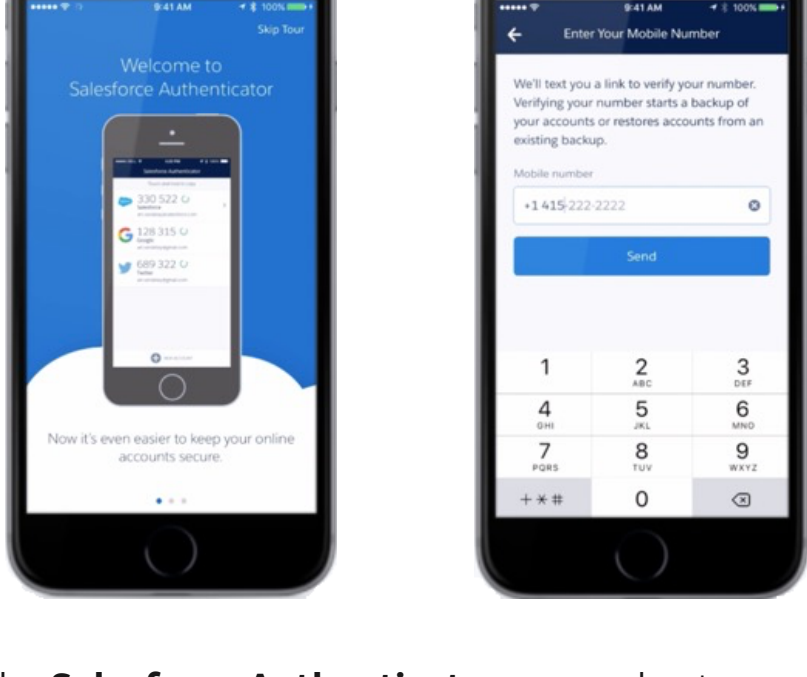 9:41 AM 100%
Skip Tour
Welcome to
Salesforce Authenticator
Salesforce Authenticator
330 522
Salesforce
128 315
Google
689 322
Twitter
Now it's even easier to keep your online
accounts secure.
9:41 AM 100%
Enter Your Mobile Number
We'll text you a link to verify your number.
Verifying your number starts a backup of
your accounts or restores accounts from an
existing backup.
Mobile number
+1 415-222-2222
Send
1 2 3
ABC DEF
4 5 6
GHI JKL MNO
7 8 9
PQRS TUV WXYZ
+*# 0
Salesforce Authenticat